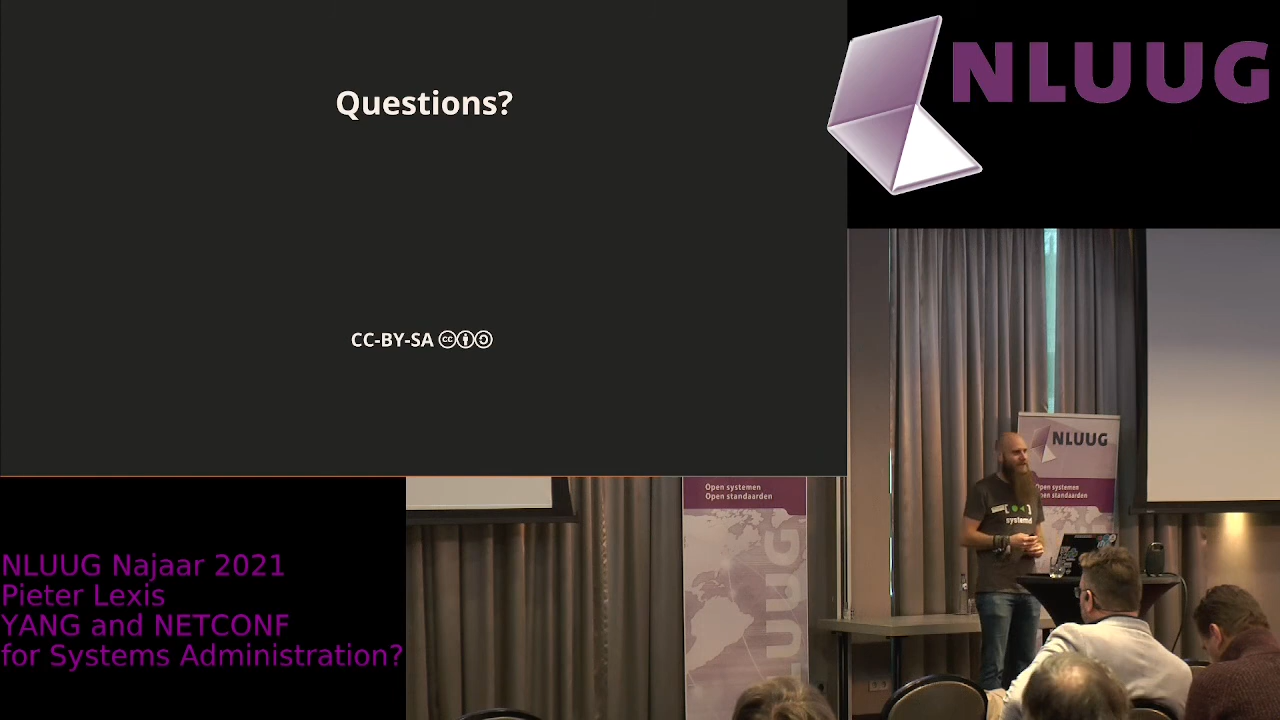 Questions?
CC-BY-SA
NLUUG
NLUUG
Open systemen
Open standaarden
systemd
Open systemen
Open standaarden
NLUUG
NLUUG Najaar 2021
Pieter Lexis
YANG and NETCONF
for Systems Administration?